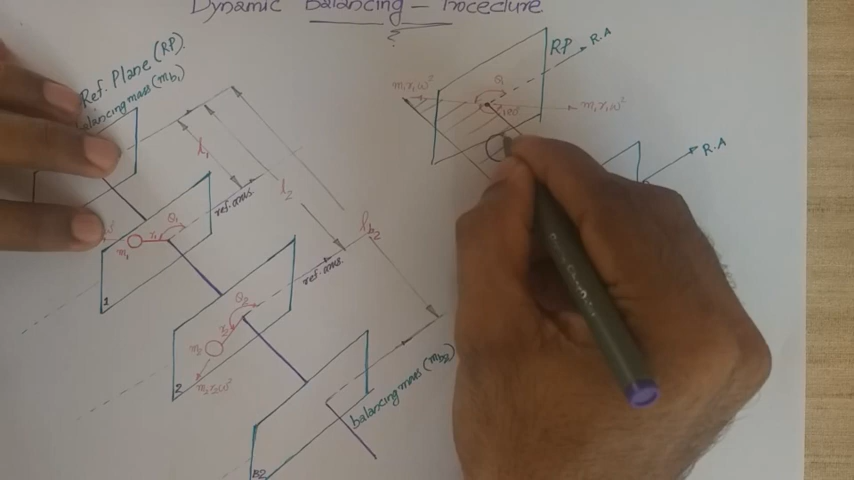 Dynamic Balancing - Procedure
Ref. Plane (RP).
balancing mass (mb1)
l1
l2
lb2
ref. axis.
ref. axis.
θ1
r1
m1
1
θ2
r2
m2
m2r2ω²
2
balancing mass (mb2)
B2
m1r1ω²
θ1
180°
m1r1ω²
RP
R.A
R.A